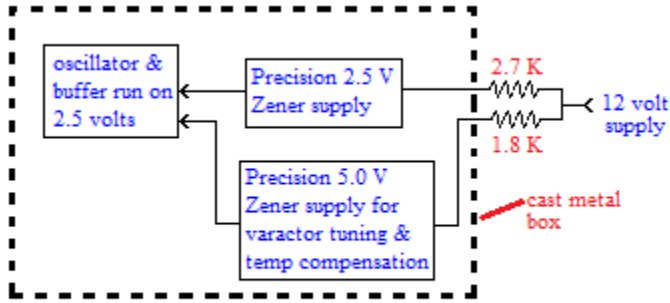 oscillator &
buffer run on
2.5 volts
Precision 2.5 V
Zener supply
2.7 K
1.8 K
12 volt
supply
Precision 5.0 V
Zener supply for
varactor tuning &
temp compensation
cast metal
box